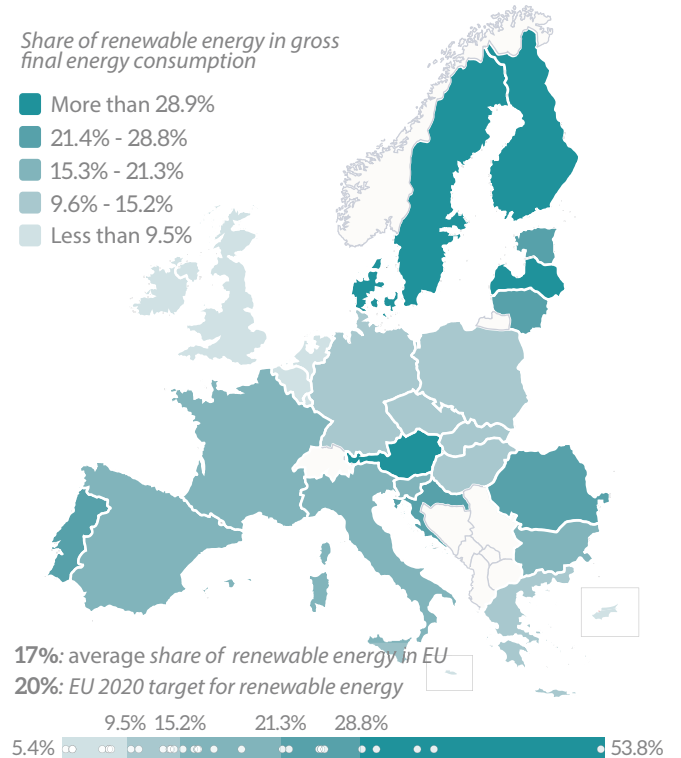 Share of renewable energy in gross
final energy consumption
More than 28.9%
21.4% - 28.8%
15.3% - 21.3%
9.6% - 15.2%
Less than 9.5%
17%: average share of renewable energy in EU
20%: EU 2020 target for renewable energy
9.5% 15.2% 21.3% 28.8%
5.4% 53.8%